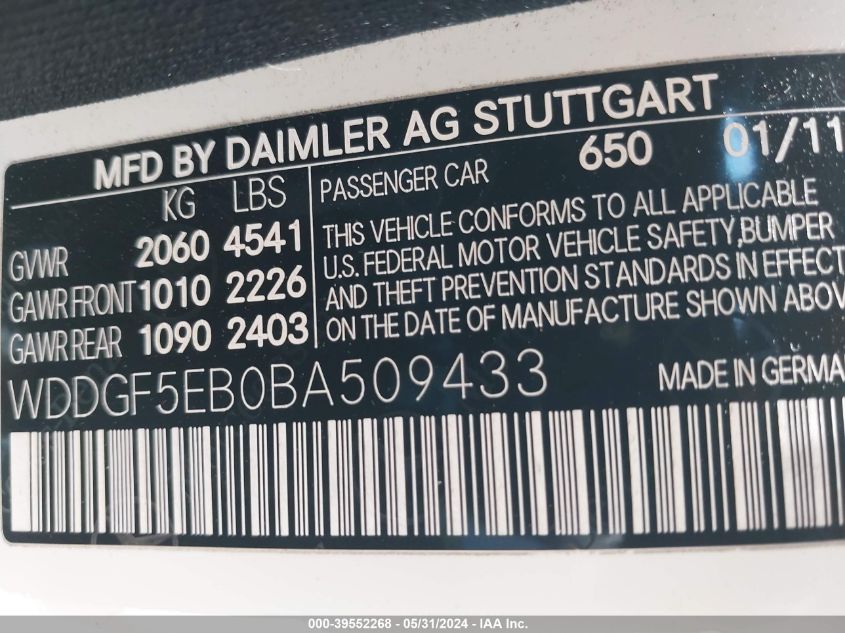 MFD BY DAIMLER AG STUTTGART
650 01/11
KG LBS
GVWR 2060 4541
GAWR FRONT 1010 2226
GAWR REAR 1090 2403
PASSENGER CAR
THIS VEHICLE CONFORMS TO ALL APPLICABLE
U.S. FEDERAL MOTOR VEHICLE SAFETY,BUMPER
AND THEFT PREVENTION STANDARDS IN EFFECT
ON THE DATE OF MANUFACTURE SHOWN ABOV
WDDGF5EB0BA509433
MADE IN GERMA
000-39552268 - 05/31/2024 - IAA Inc.